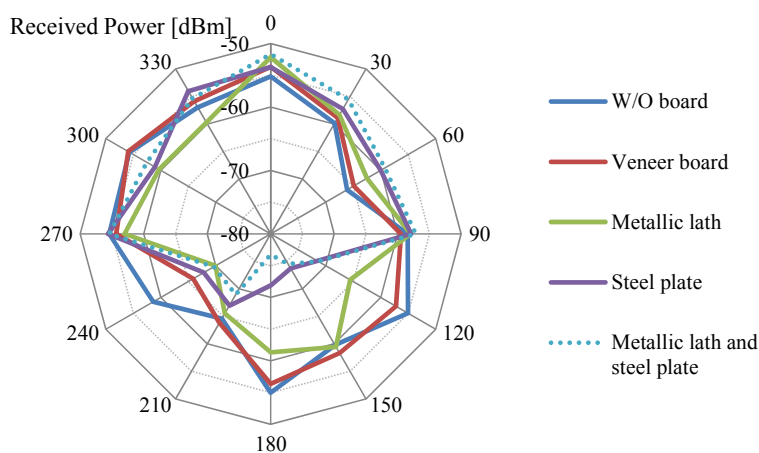 Received Power [dBm]
0
-50
330
30
-60
300
60
-70
270
-80
90
240
120
210
150
180
W/O board
Veneer board
Metallic lath
Steel plate
Metallic lath and
steel plate